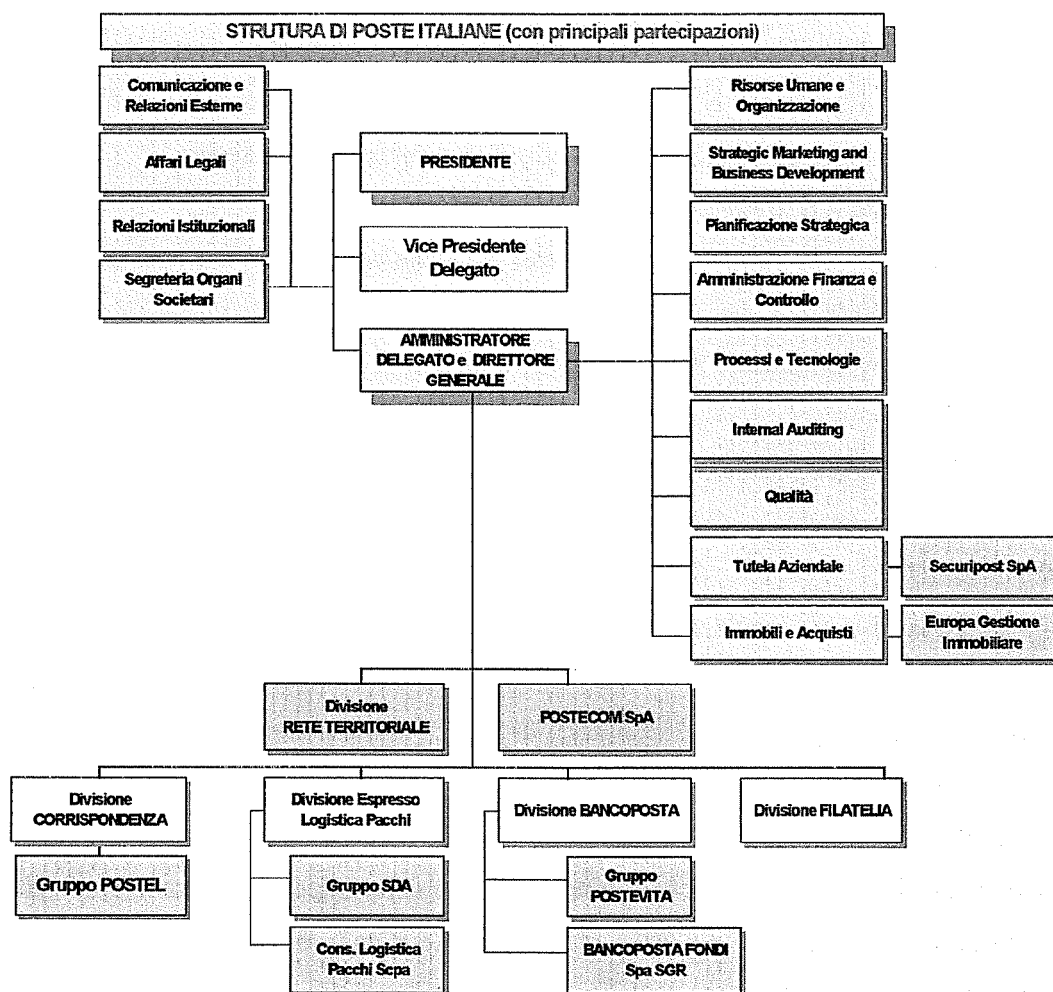 STRUTURA DI POSTE ITALIANE (con principali partecipazioni)
Comunicazione e
Relazioni Esterne
Affari Legali
Relazioni Istituzionali
Segreteria Organi
Societari
PRESIDENTE
Vice Presidente
Delegato
AMMINISTRATORE
DELEGATO e DIRETTORE
GENERALE
Risorse Umane e
Organizzazione
Strategic Marketing and
Business Development
Pianificazione Strategica
Amministrazione Finanza e
Controllo
Processi e Tecnologie
Internal Auditing
Qualità
Tutela Aziendale
Securipost SpA
Immobili e Acquisti
Europa Gestione
Immobiliare
Divisione
RETE TERRITORIALE
POSTECOM SpA
Divisione
CORRISPONDENZA
Gruppo POSTEL
Divisione Espresso
Logistica Pacchi
Gruppo SDA
Cons. Logistica
Pacchi Scpa
Divisione BANCOPOSTA
Gruppo
POSTEVITA
BANCOPOSTA FONDI
Spa SGR
Divisione FILATELIA